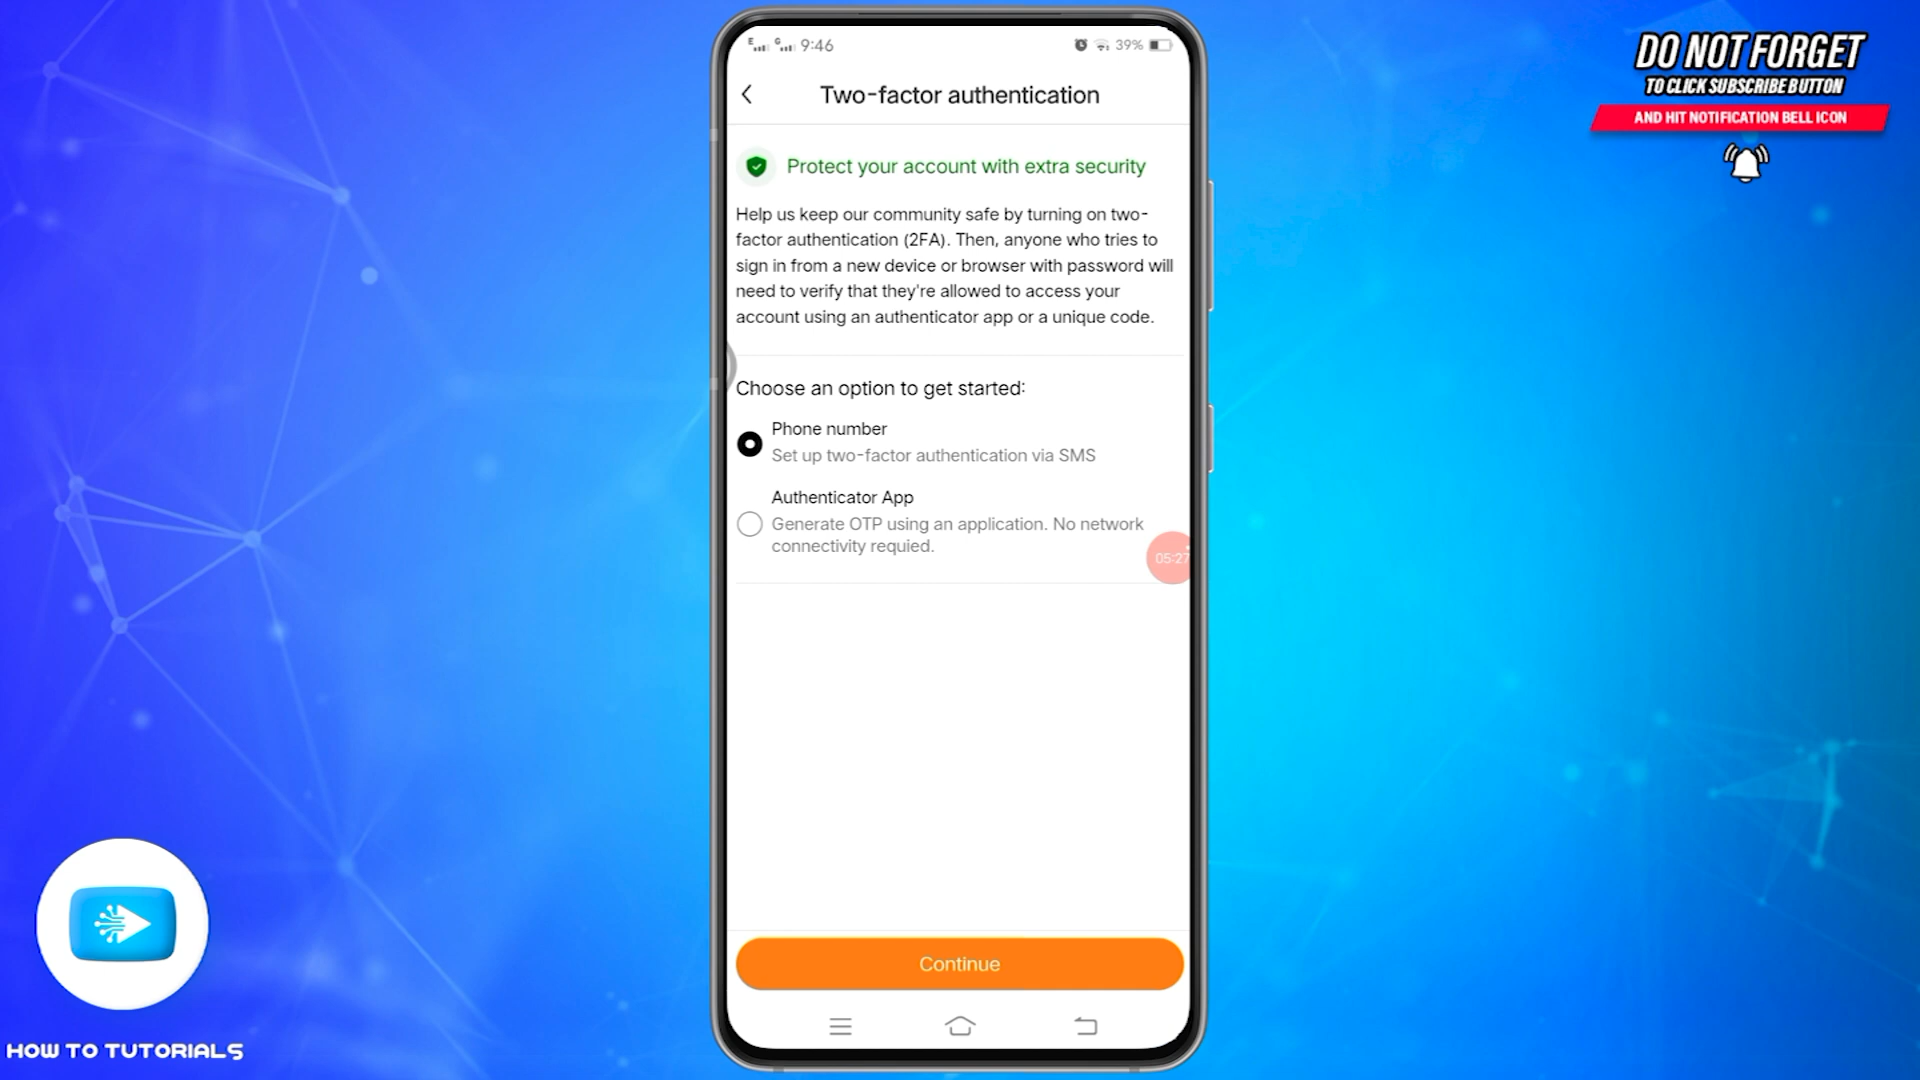 E G 9:46 39%
Two-factor authentication
Protect your account with extra security
Help us keep our community safe by turning on two-
factor authentication (2FA). Then, anyone who tries to
sign in from a new device or browser with password will
need to verify that they're allowed to access your
account using an authenticator app or a unique code.
Choose an option to get started:
Phone number
Set up two-factor authentication via SMS
Authenticator App
Generate OTP using an application. No network
connectivity requied.
05:27
Continue
DO NOT FORGET
TO CLICK SUBSCRIBE BUTTON
AND HIT NOTIFICATION BELL ICON
HOW TO TUTORIALS